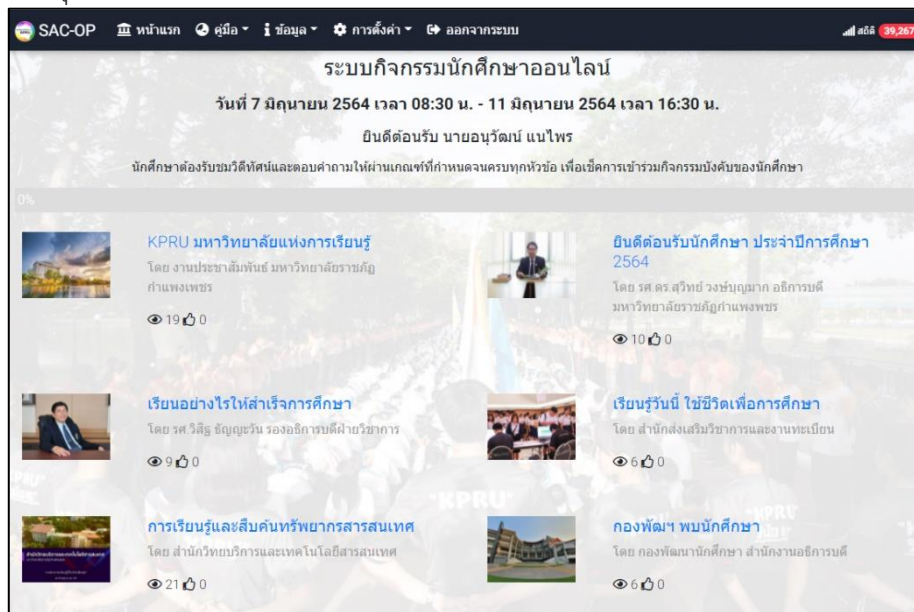 SAC-OP หน้าแรก คู่มือ ข้อมูล การตั้งค่า ออกจากระบบ สถิติ 39,267
ระบบกิจกรรมนักศึกษาออนไลน์
วันที่ 7 มิถุนายน 2564 เวลา 08:30 น. - 11 มิถุนายน 2564 เวลา 16:30 น.
ยินดีต้อนรับ นายอนุวัฒน์ แนไพร
นักศึกษาต้องรับชมวิดีทัศน์และตอบคำถามให้ผ่านเกณฑ์ที่กำหนดจนครบทุกหัวข้อ เพื่อเช็คการเข้าร่วมกิจกรรมบังคับของนักศึกษา
0%
KPRU มหาวิทยาลัยแห่งการเรียนรู้
โดย งานประชาสัมพันธ์ มหาวิทยาลัยราชภัฏ
กำแพงเพชร
19 0
ยินดีต้อนรับนักศึกษา ประจำปีการศึกษา
2564
โดย รศ.ดร.สุวิทย์ วงษ์บุญมาก อธิการบดี
มหาวิทยาลัยราชภัฏกำแพงเพชร
10 0
เรียนอย่างไรให้สำเร็จการศึกษา
โดย รศ.วิสิฐ ธัญญะวัน รองอธิการบดีฝ่ายวิชาการ
9 0
เรียนรู้วันนี้ ใช้ชีวิตเพื่อการศึกษา
โดย สำนักส่งเสริมวิชาการและงานทะเบียน
6 0
การเรียนรู้และสืบค้นทรัพยากรสารสนเทศ
โดย สำนักวิทยบริการและเทคโนโลยีสารสนเทศ
21 0
กองพัฒฯ พบนักศึกษา
โดย กองพัฒนานักศึกษา สำนักงานอธิการบดี
6 0
"KPRU"